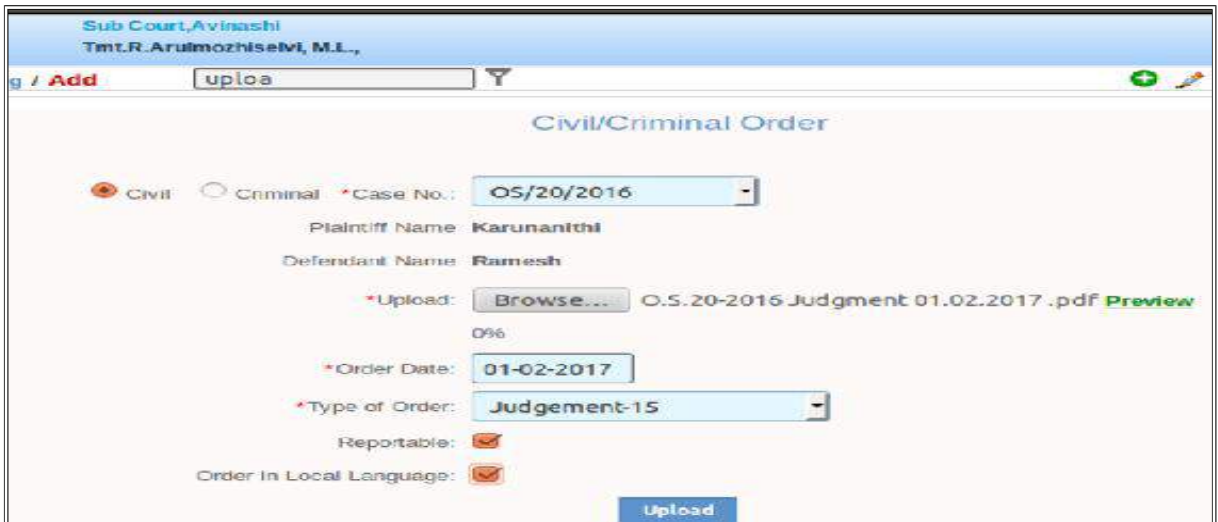 Sub Court,Avinashi
Tmt.R.Arulmozhiselvi, M.L.,
g / Add uploa
Civil/Criminal Order
Civil Criminal *Case No.: OS/20/2016
Plaintiff Name Karunanithi
Defendant Name Ramesh
*Upload: Browse... O.S.20-2016 Judgment 01.02.2017 .pdf Preview
0%
*Order Date: 01-02-2017
*Type of Order: Judgement-15
Reportable:
Order In Local Language:
Upload